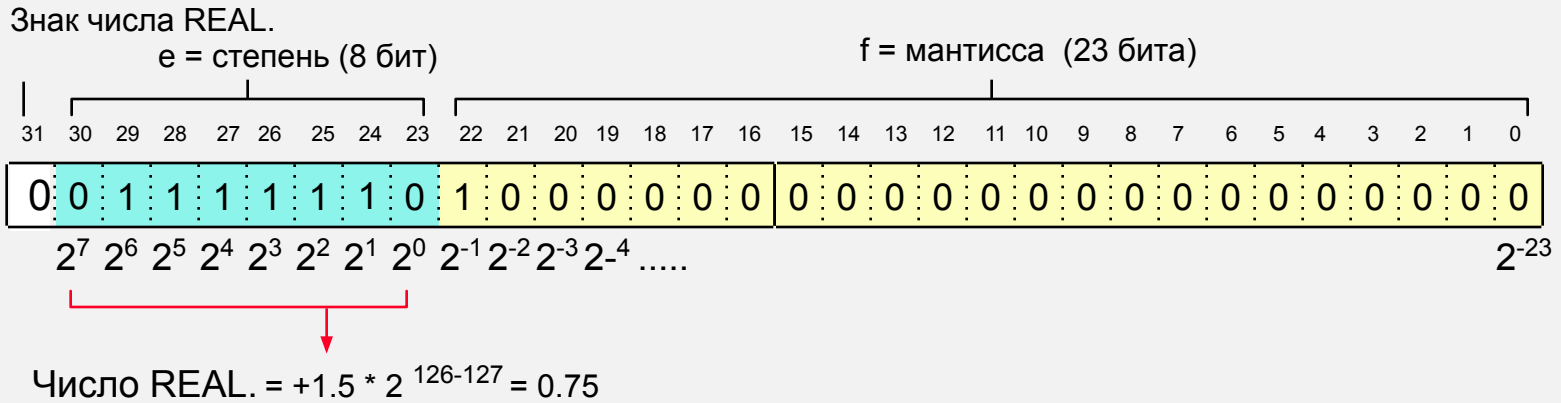 Знак числа REAL.
e = степень (8 бит)
f = мантисса (23 бита)
31 30 29 28 27 26 25 24 23 22 21 20 19 18 17 16 15 14 13 12 11 10 9 8 7 6 5 4 3 2 1 0
0 0 1 1 1 1 1 1 0 1 0 0 0 0 0 0 0 0 0 0 0 0 0 0 0 0 0 0 0 0 0 0
2⁷ 2⁶ 2⁵ 2⁴ 2³ 2² 2¹ 2⁰ 2⁻¹ 2⁻² 2⁻³ 2-⁴ ..... 2⁻²³
Число REAL. = +1.5 * 2 ¹²⁶⁻¹²⁷ = 0.75